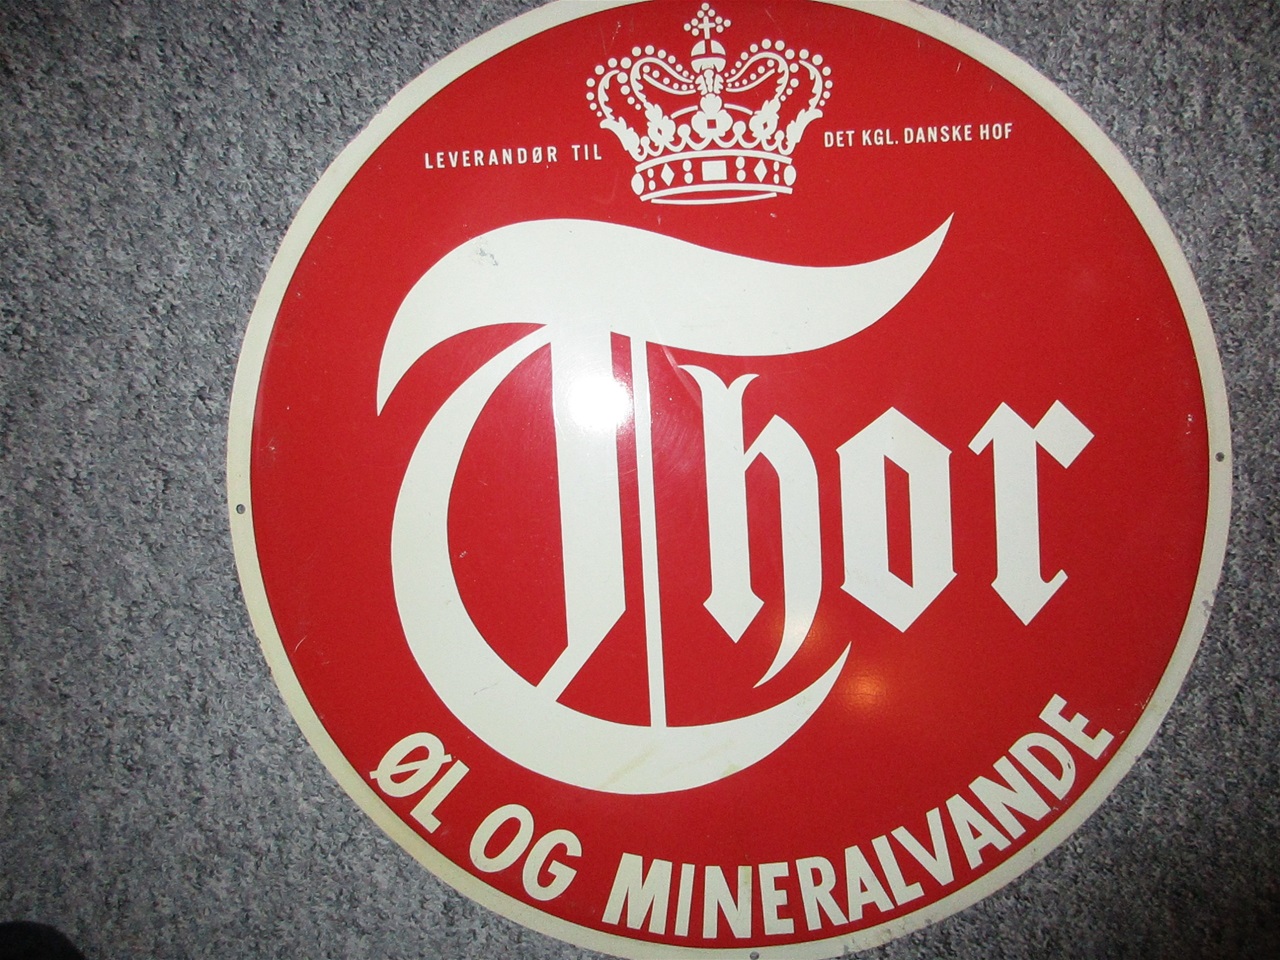 LEVERANDØR TIL DET KGL. DANSKE HOF
Thor
ØL OG MINERALVANDE